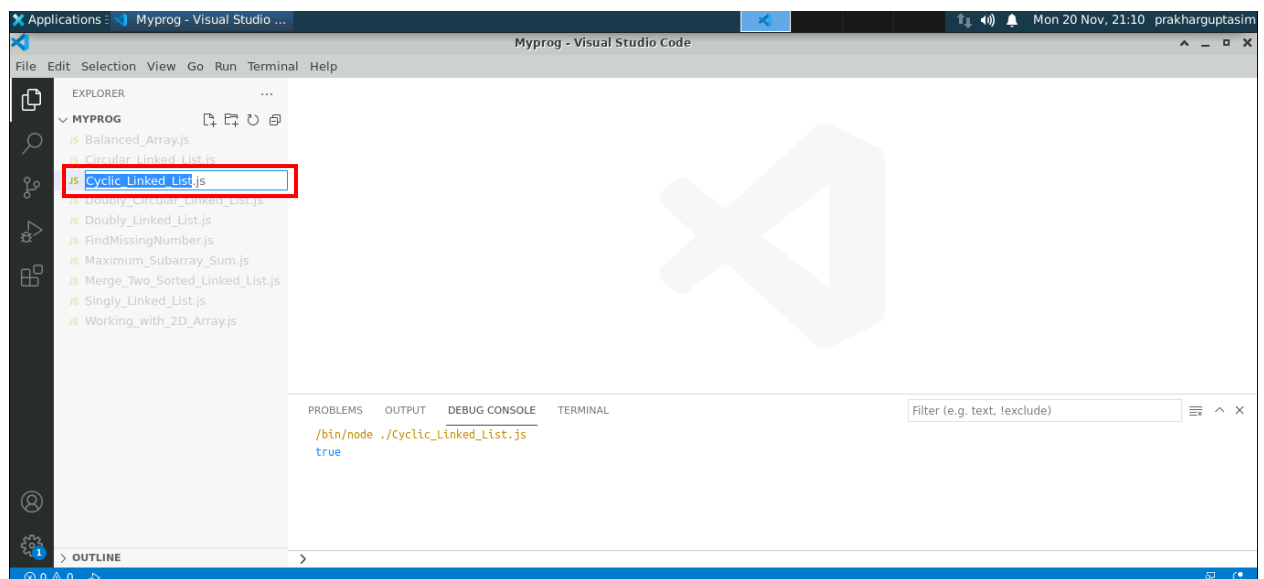 Applications Myprog - Visual Studio ... Mon 20 Nov, 21:10 prakharguptasim
Myprog - Visual Studio Code
File Edit Selection View Go Run Terminal Help
EXPLORER ...
MYPROG
JS Balanced_Array.js
JS Circular_Linked_List.js
JS Cyclic_Linked_List.js
JS Doubly_Circular_Linked_List.js
JS Doubly_Linked_List.js
JS FindMissingNumber.js
JS Maximum_Subarray_Sum.js
JS Merge_Two_Sorted_Linked_List.js
JS Singly_Linked_List.js
JS Working_with_2D_Array.js
PROBLEMS OUTPUT DEBUG CONSOLE TERMINAL Filter (e.g. text, !exclude)
/bin/node ./Cyclic_Linked_List.js
true
1
> OUTLINE >
0 0